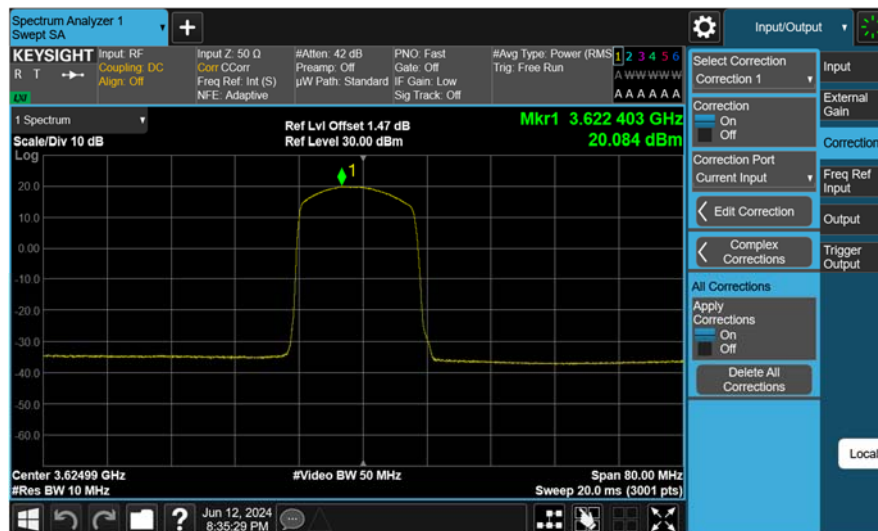 Spectrum Analyzer 1
Swept SA
+
Input/Output
KEYSIGHT
R T
LXI
Input: RF
Coupling: DC
Align: Off
Input Z: 50 Ω
Corr CCorr
Freq Ref: Int (S)
NFE: Adaptive
#Atten: 42 dB
Preamp: Off
µW Path: Standard
PNO: Fast
Gate: Off
IF Gain: Low
Sig Track: Off
#Avg Type: Power (RMS
Trig: Free Run
1 2 3 4 5 6
A W W W W W
A A A A A A
1 Spectrum
Scale/Div 10 dB
Log
Ref Lvl Offset 1.47 dB
Ref Level 30.00 dBm
Mkr1 3.622 403 GHz
20.084 dBm
1
20.0
10.0
0.00
-10.0
-20.0
-30.0
-40.0
-50.0
-60.0
Center 3.62499 GHz
#Res BW 10 MHz
#Video BW 50 MHz
Span 80.00 MHz
Sweep 20.0 ms (3001 pts)
Select Correction
Correction 1
Correction
On
Off
Correction Port
Current Input
Edit Correction
Complex
Corrections
All Corrections
Apply
Corrections
On
Off
Delete All
Corrections
Input
External
Gain
Correction
Freq Ref
Input
Output
Trigger
Output
Local
?
Jun 12, 2024
8:35:29 PM